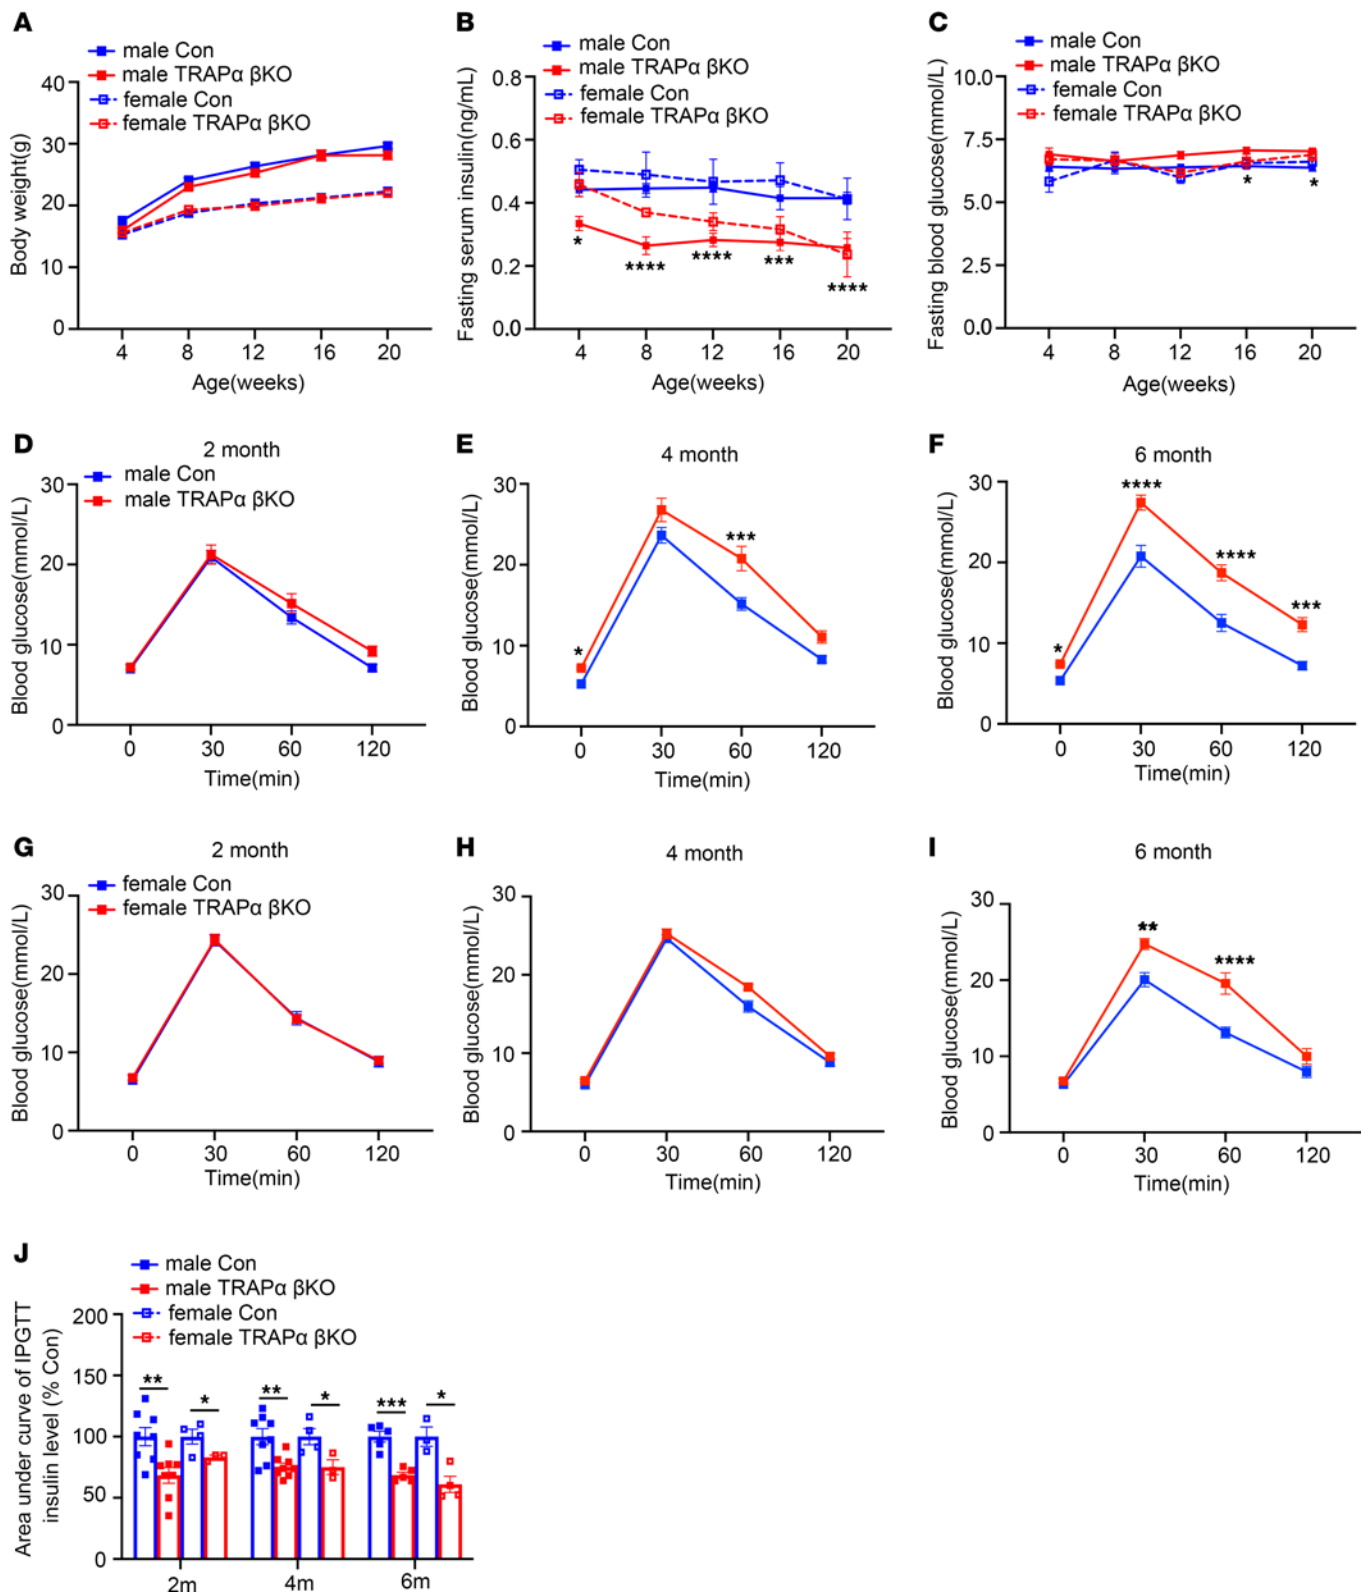 A
male Con
male TRAPα βKO
female Con
female TRAPα βKO
Body weight(g)
40
30
20
10
0
4 8 12 16 20
Age(weeks)
B
male Con
male TRAPα βKO
female Con
female TRAPα βKO
Fasting serum insulin(ng/mL)
0.8
0.6
0.4
0.2
0.0
* **** **** *** ****
4 8 12 16 20
Age(weeks)
C
male Con
male TRAPα βKO
female Con
female TRAPα βKO
Fasting blood glucose(mmol/L)
10.0
7.5
5.0
2.5
0.0
* *
4 8 12 16 20
Age(weeks)
D
2 month
male Con
male TRAPα βKO
Blood glucose(mmol/L)
30
20
10
0
0 30 60 120
Time(min)
E
4 month
Blood glucose(mmol/L)
30
20
10
0
* ***
0 30 60 120
Time(min)
F
6 month
Blood glucose(mmol/L)
30
20
10
0
* **** **** ***
0 30 60 120
Time(min)
G
2 month
female Con
female TRAPα βKO
Blood glucose(mmol/L)
30
20
10
0
0 30 60 120
Time(min)
H
4 month
Blood glucose(mmol/L)
30
20
10
0
0 30 60 120
Time(min)
I
6 month
Blood glucose(mmol/L)
30
20
10
0
** ****
0 30 60 120
Time(min)
J
male Con
male TRAPα βKO
female Con
female TRAPα βKO
Area under curve of IPGTT
insulin level (% Con)
200
150
100
50
0
** * ** * *** *
2m 4m 6m